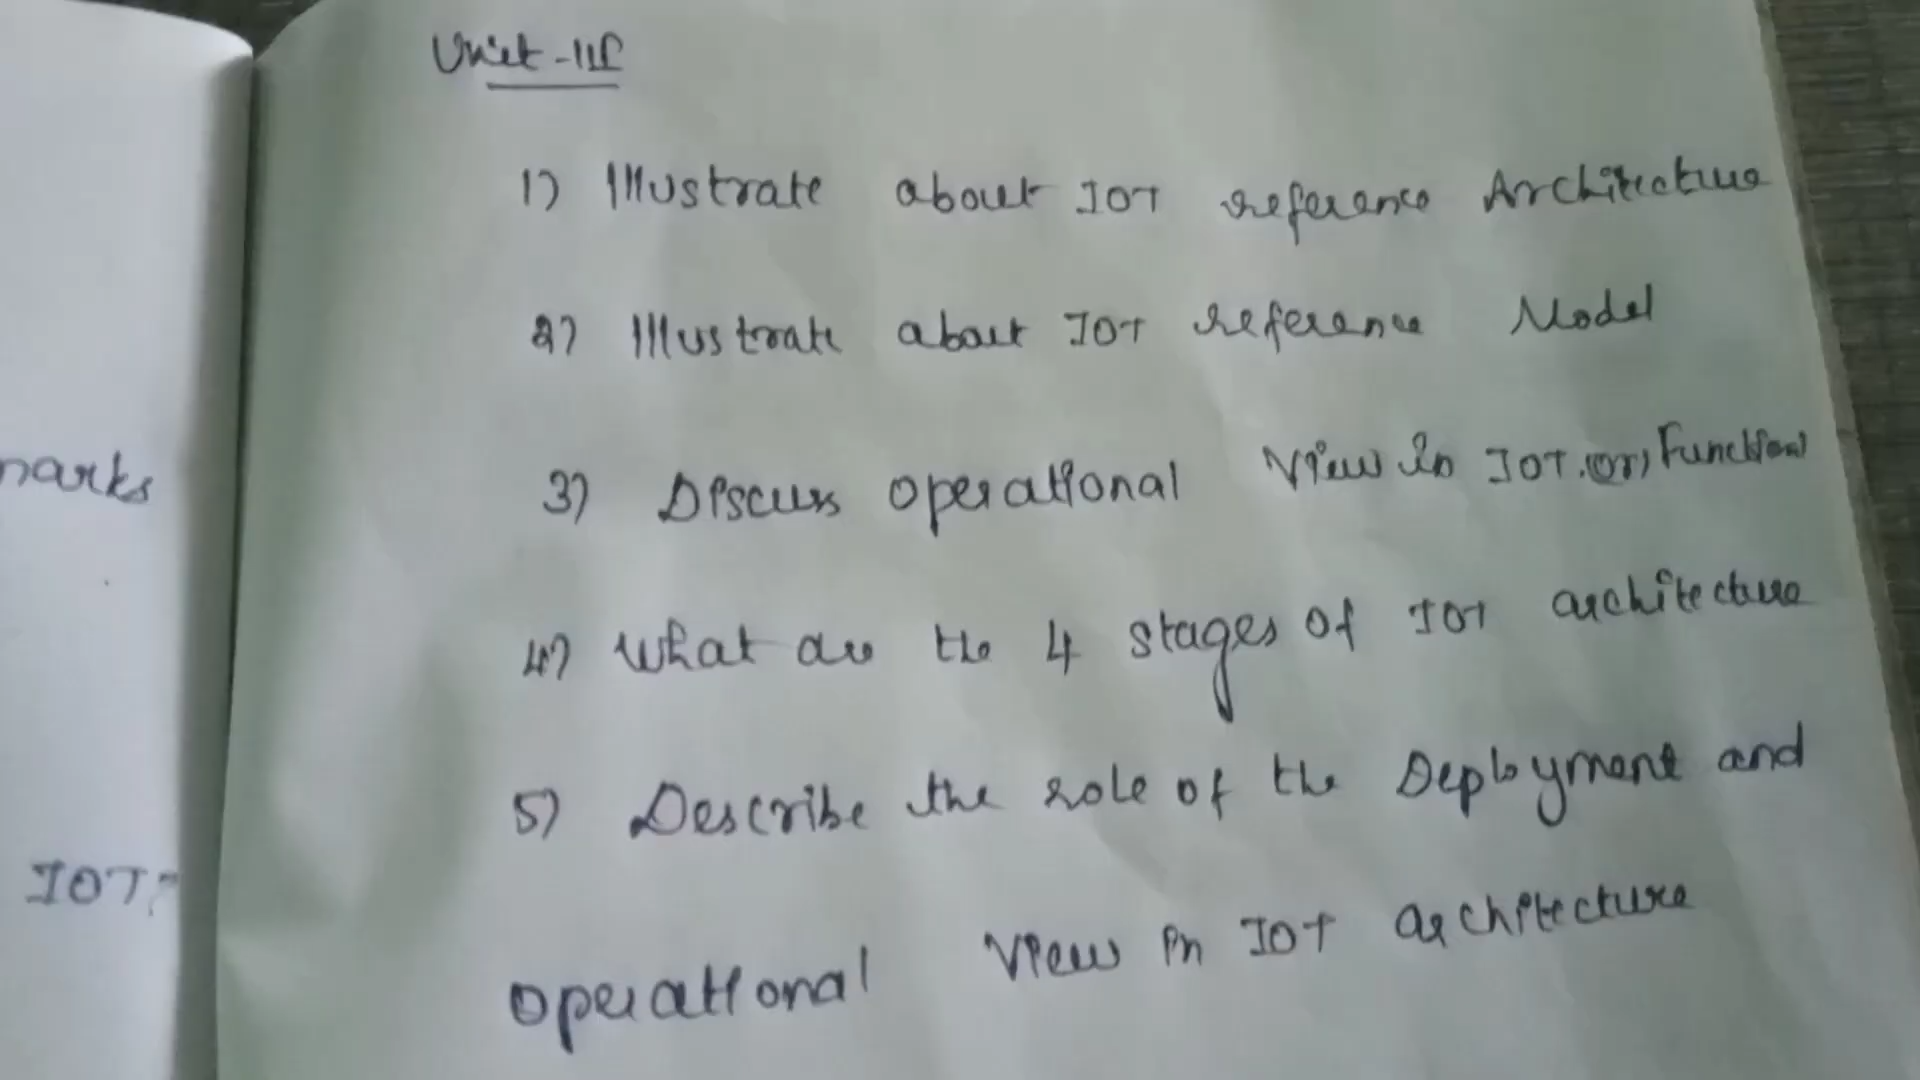 narks
IOT?
Unit-III
1) Illustrate about IOT reference Architecture
2) Illustrate about IOT reference Model
3) Discuss operational View in IOT. (or) Functional
4) What are the 4 stages of IOT architecture
5) Describe the role of the Deployment and
operational View in IOT architecture